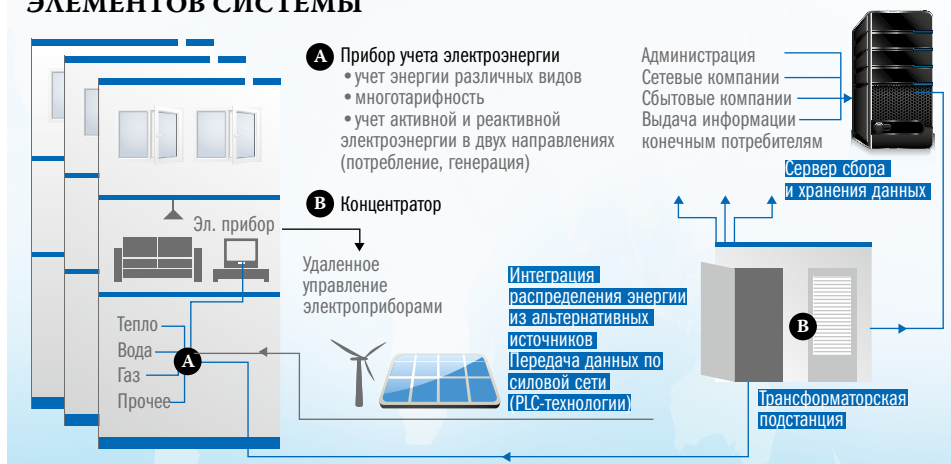 ЭЛЕМЕНТОВ СИСТЕМЫ
A Прибор учета электроэнергии
• учет энергии различных видов
• многотарифность
• учет активной и реактивной
электроэнергии в двух направлениях
(потребление, генерация)
B Концентратор
Администрация
Сетевые компании
Сбытовые компании
Выдача информации
конечным потребителям
Сервер сбора
и хранения данных
Эл. прибор
Удаленное
управление
электроприборами
Интеграция
распределения энергии
из альтернативных
источников
Передача данных по
силовой сети
(PLC-технологии)
Тепло
Вода
Газ
Прочее
A
B
Трансформаторская
подстанция